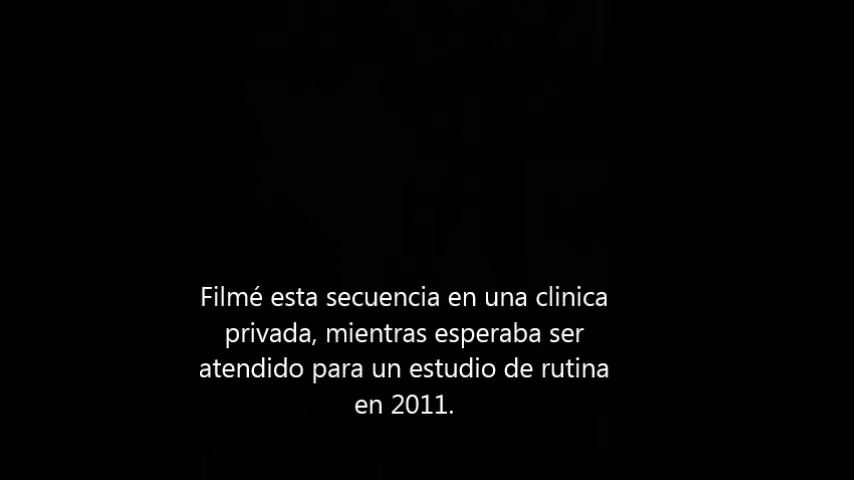 Filmé esta secuencia en una clinica
privada, mientras esperaba ser
atendido para un estudio de rutina
en 2011.